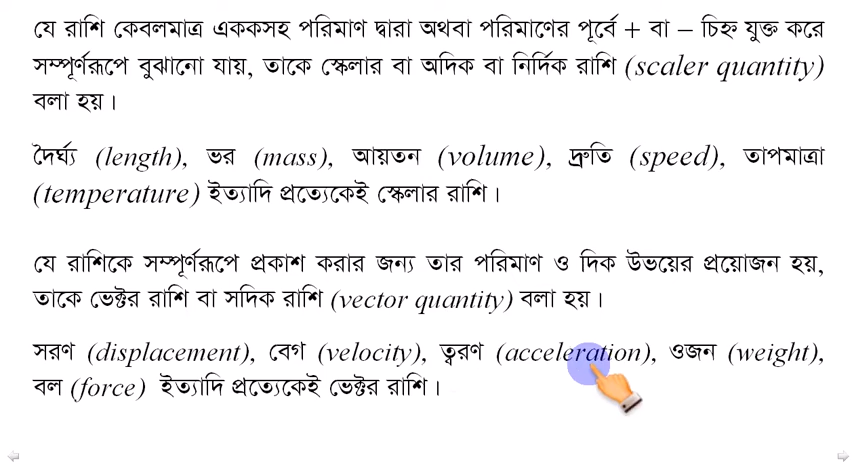 যে রাশি কেবলমাত্র এককসহ পরিমাণ দ্বারা অথবা পরিমাণের পূর্বে + বা – চিহ্ন যুক্ত করে
সম্পূর্ণরূপে বুঝানো যায়, তাকে স্কেলার বা অদিক বা নির্দিক রাশি (scaler quantity)
বলা হয়।
দৈর্ঘ্য (length), ভর (mass), আয়তন (volume), দ্রুতি (speed), তাপমাত্রা
(temperature) ইত্যাদি প্রত্যেকেই স্কেলার রাশি।
যে রাশিকে সম্পূর্ণরূপে প্রকাশ করার জন্য তার পরিমাণ ও দিক উভয়ের প্রয়োজন হয়,
তাকে ভেক্টর রাশি বা সদিক রাশি (vector quantity) বলা হয়।
সরণ (displacement), বেগ (velocity), ত্বরণ (acceleration), ওজন (weight),
বল (force) ইত্যাদি প্রত্যেকেই ভেক্টর রাশি।